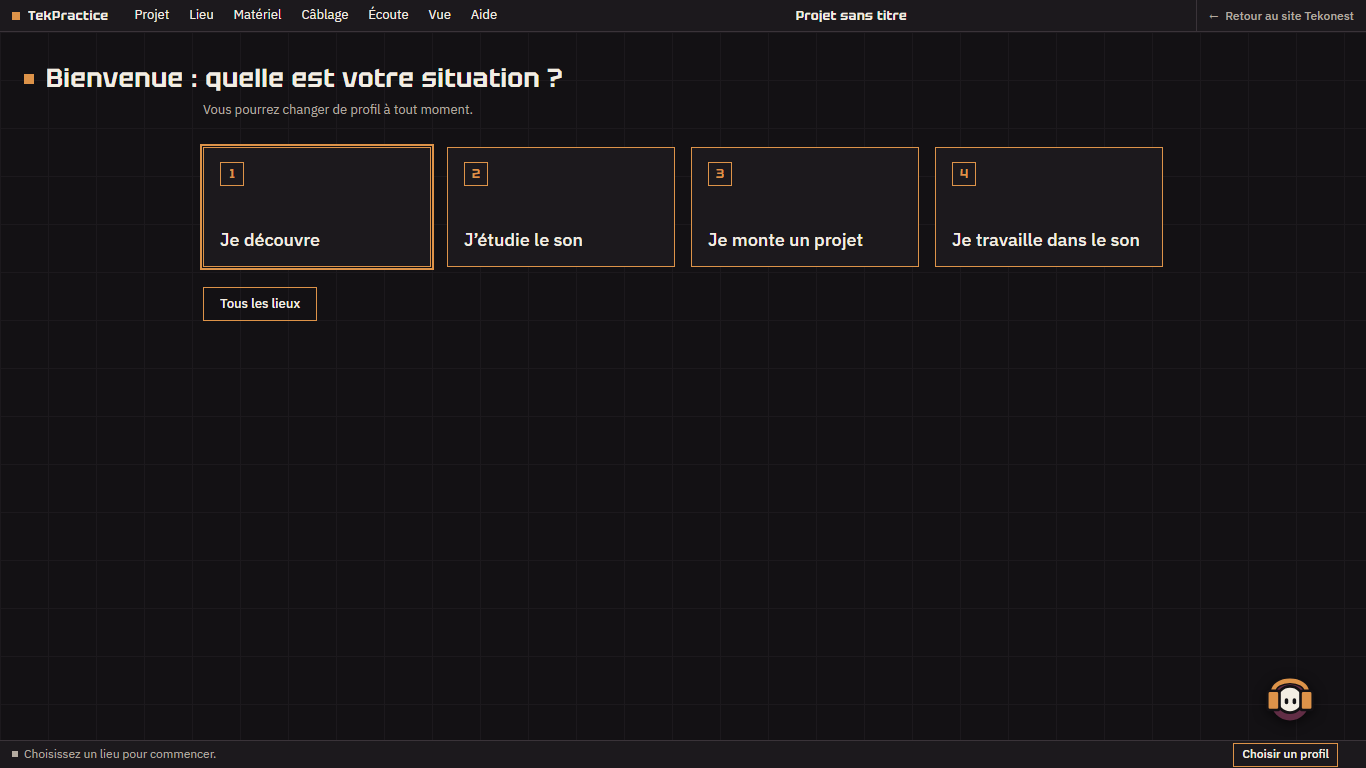 TekPractice Projet Lieu Matériel Câblage Écoute Vue Aide Projet sans titre ← Retour au site Tekonest
Bienvenue : quelle est votre situation ?
Vous pourrez changer de profil à tout moment.
1 2 3 4
Je découvre J’étudie le son Je monte un projet Je travaille dans le son
Tous les lieux
Choisissez un lieu pour commencer. Choisir un profil